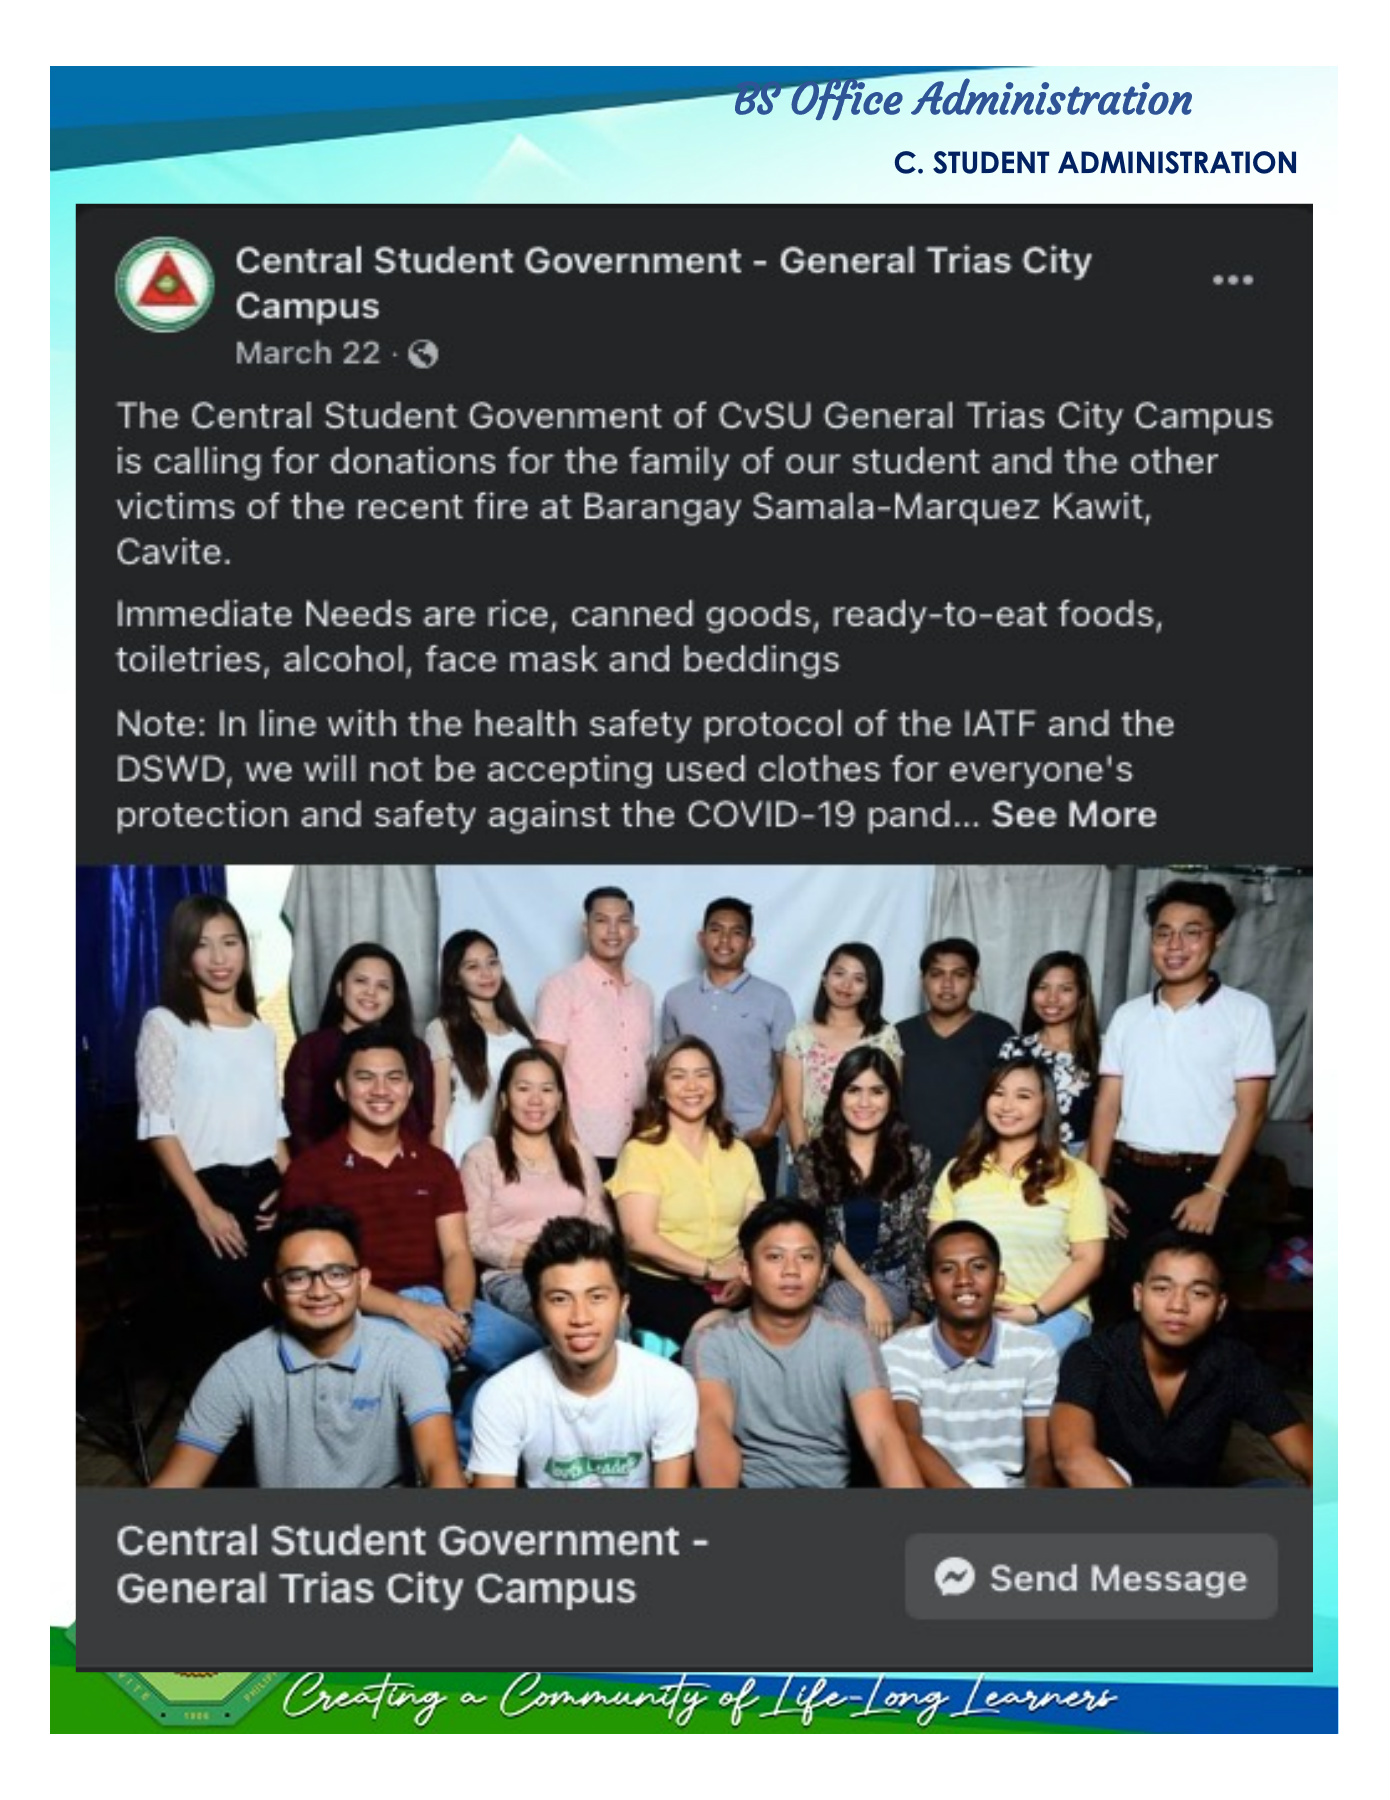 BS Office Administration
C. STUDENT ADMINISTRATION
Central Student Government - General Trias City
Campus
March 22 ·
The Central Student Govenment of CvSU General Trias City Campus
is calling for donations for the family of our student and the other
victims of the recent fire at Barangay Samala-Marquez Kawit,
Cavite.
Immediate Needs are rice, canned goods, ready-to-eat foods,
toiletries, alcohol, face mask and beddings
Note: In line with the health safety protocol of the IATF and the
DSWD, we will not be accepting used clothes for everyone's
protection and safety against the COVID-19 pand... See More
Central Student Government -
General Trias City Campus
Send Message
Creating a Community of Life-Long Learners